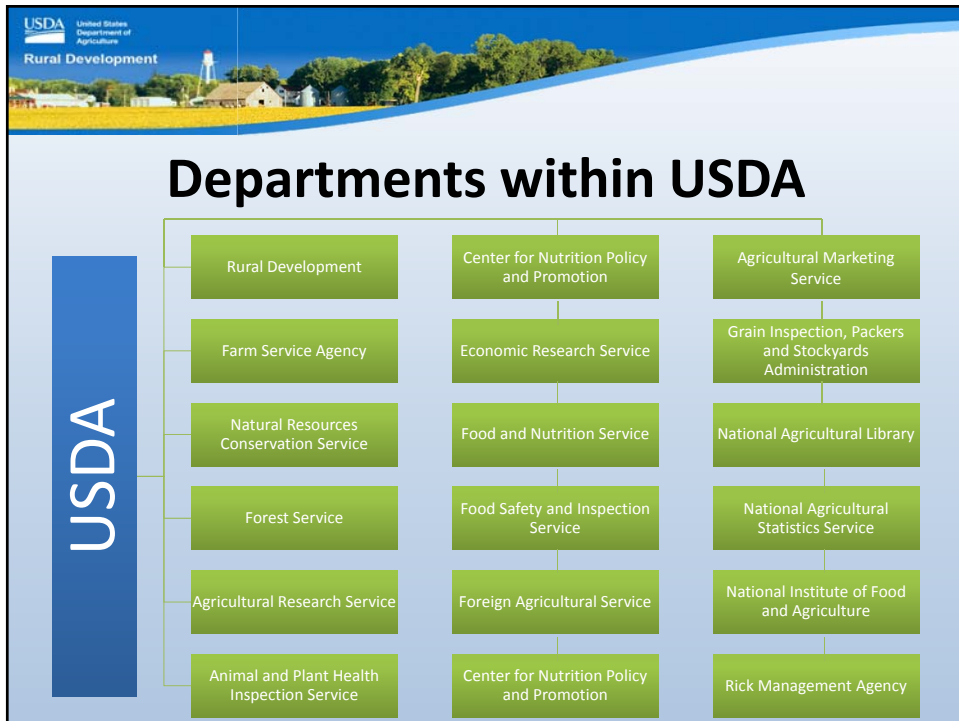 USDA
United States
Department of
Agriculture
Rural Development
Departments within USDA
USDA
Rural Development
Farm Service Agency
Natural Resources
Conservation Service
Forest Service
Agricultural Research Service
Animal and Plant Health
Inspection Service
Center for Nutrition Policy
and Promotion
Economic Research Service
Food and Nutrition Service
Food Safety and Inspection
Service
Foreign Agricultural Service
Center for Nutrition Policy
and Promotion
Agricultural Marketing
Service
Grain Inspection, Packers
and Stockyards
Administration
National Agricultural Library
National Agricultural
Statistics Service
National Institute of Food
and Agriculture
Rick Management Agency